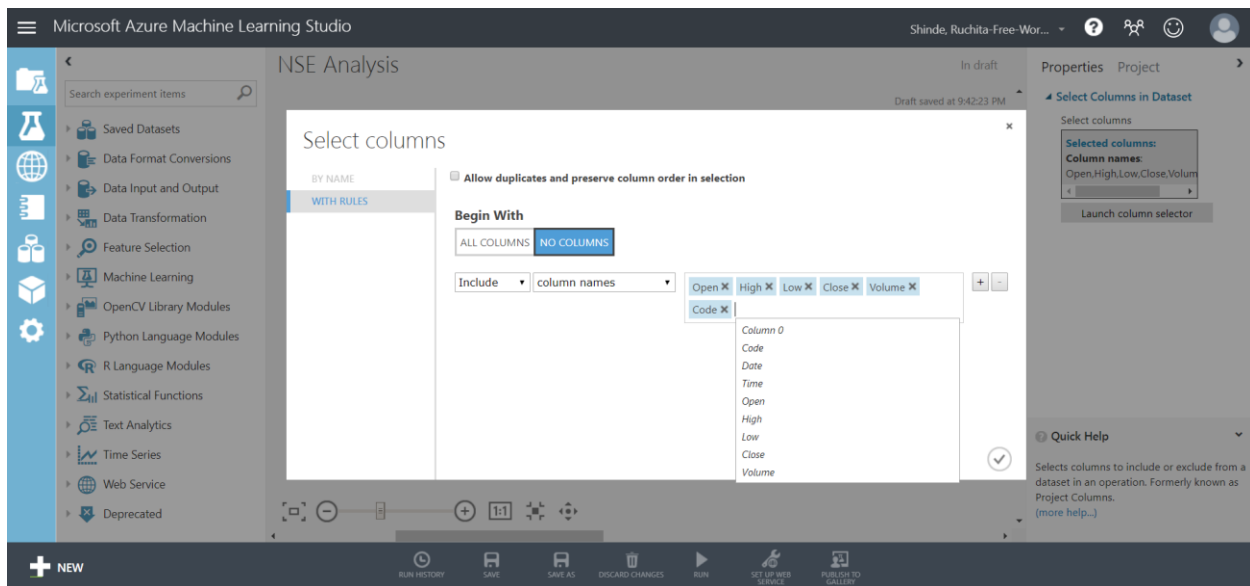 Microsoft Azure Machine Learning Studio
Shinde, Ruchita-Free-Wor...
?
Search experiment items
Saved Datasets
Data Format Conversions
Data Input and Output
Data Transformation
Feature Selection
Machine Learning
OpenCV Library Modules
Python Language Modules
R Language Modules
Statistical Functions
Text Analytics
Time Series
Web Service
Deprecated
NSE Analysis
In draft
Draft saved at 9:42:23 PM
Select columns
BY NAME
WITH RULES
Allow duplicates and preserve column order in selection
Begin With
ALL COLUMNS NO COLUMNS
Include column names Open High Low Close Volume + -
Code
Column 0
Code
Date
Time
Open
High
Low
Close
Volume
1:1
Properties Project
Select Columns in Dataset
Select columns
Selected columns:
Column names:
Open,High,Low,Close,Volum
Launch column selector
Quick Help
Selects columns to include or exclude from a
dataset in an operation. Formerly known as
Project Columns.
(more help...)
NEW
RUN HISTORY
SAVE
SAVE AS
DISCARD CHANGES
RUN
SET UP WEB
SERVICE
PUBLISH TO
GALLERY